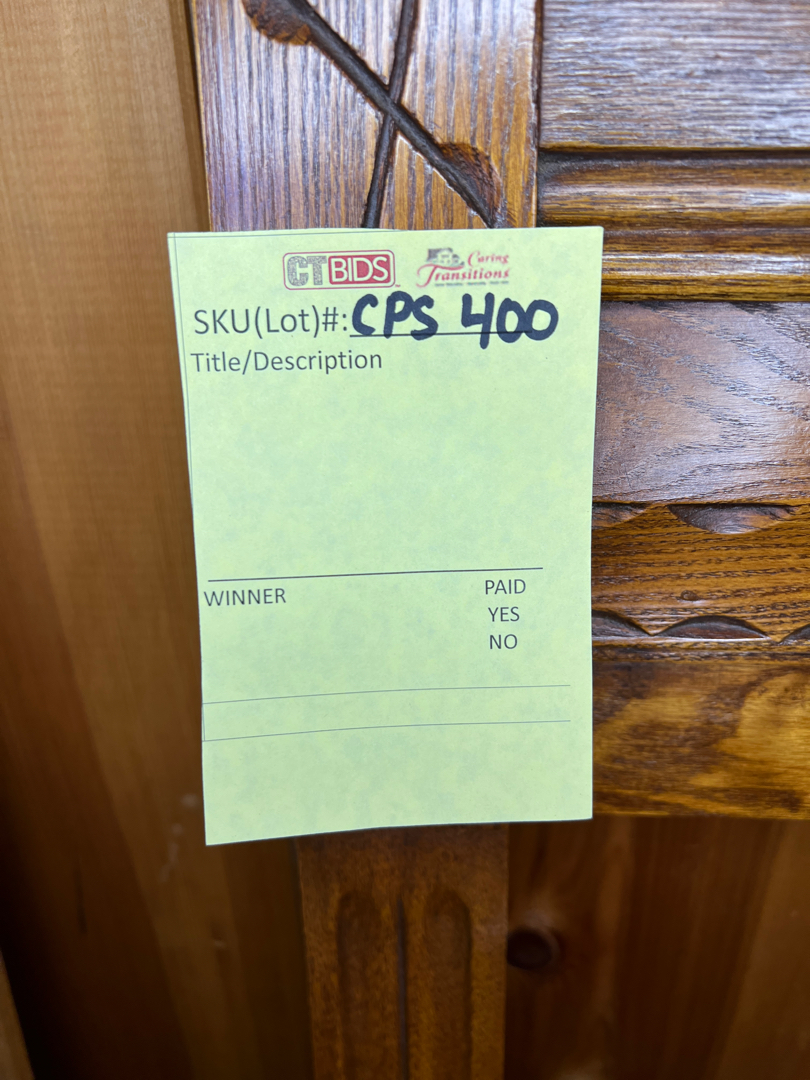 CTBIDS
Caring
Transitions
SKU(Lot)#: CPS 400
Title/Description
WINNER
PAID
YES
NO